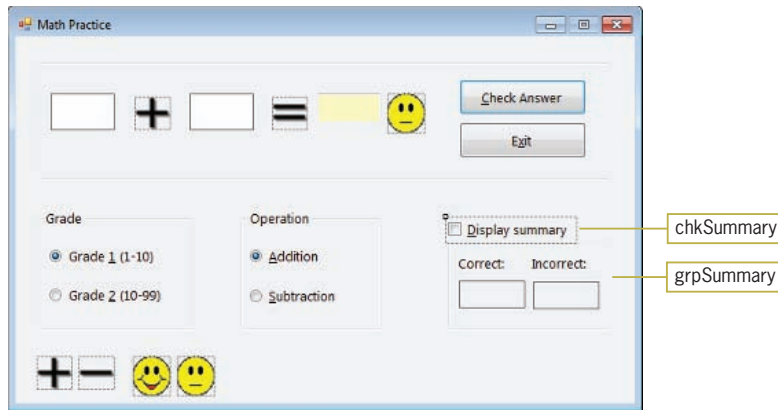 Math Practice
Check Answer
Exit
Grade
Grade 1 (1-10)
Grade 2 (10-99)
Operation
Addition
Subtraction
Display summary
Correct: Incorrect:
chkSummary
grpSummary